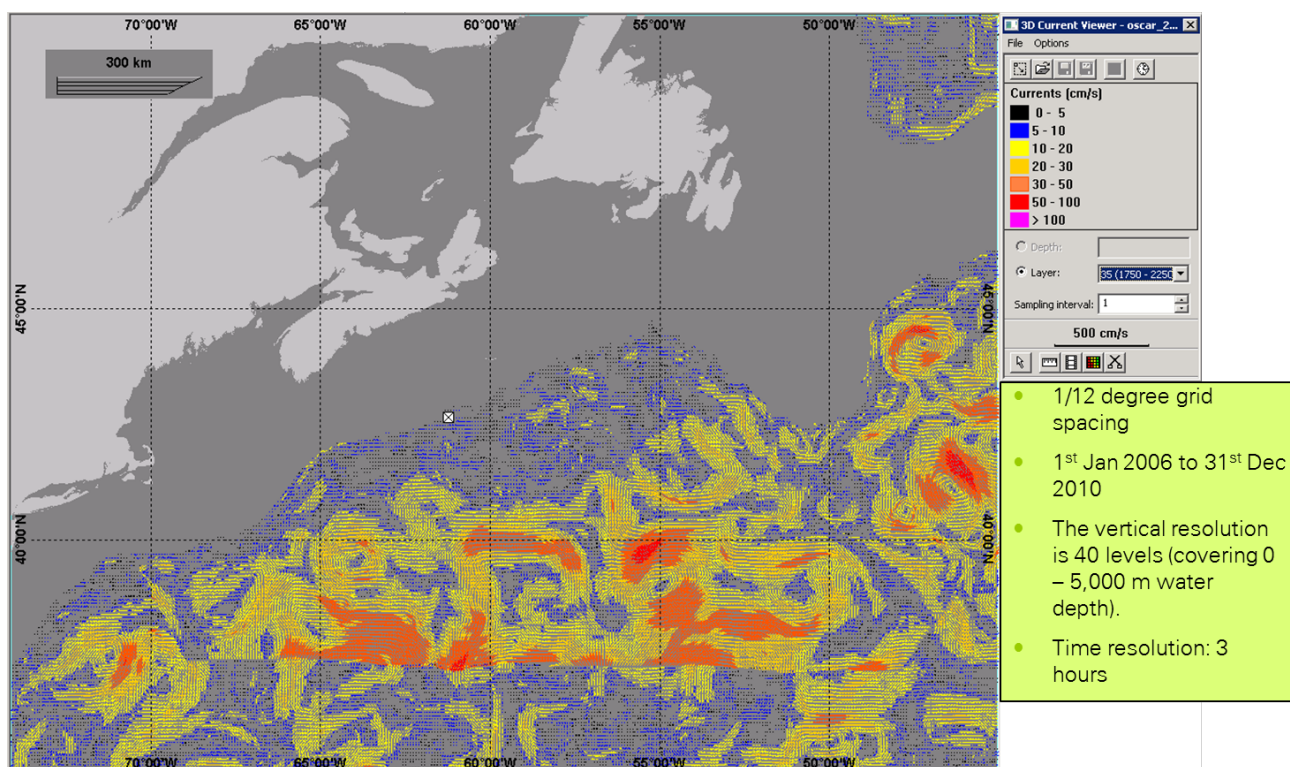 70°00'W 65°00'W 60°00'W 55°00'W 50°00'W
300 km
45°00'N
45°00'N
40°00'N
40°00'N
70°00'W 65°00'W 60°00'W 55°00'W 50°00'W
3D Current Viewer - oscar_2...
File Options
Currents (cm/s)
0 - 5
5 - 10
10 - 20
20 - 30
30 - 50
50 - 100
> 100
Depth:
Layer: 35 (1750 - 2250
Sampling interval: 1
500 cm/s
• 1/12 degree grid
spacing
• 1st Jan 2006 to 31st Dec
2010
• The vertical resolution
is 40 levels (covering 0
– 5,000 m water
depth).
• Time resolution: 3
hours